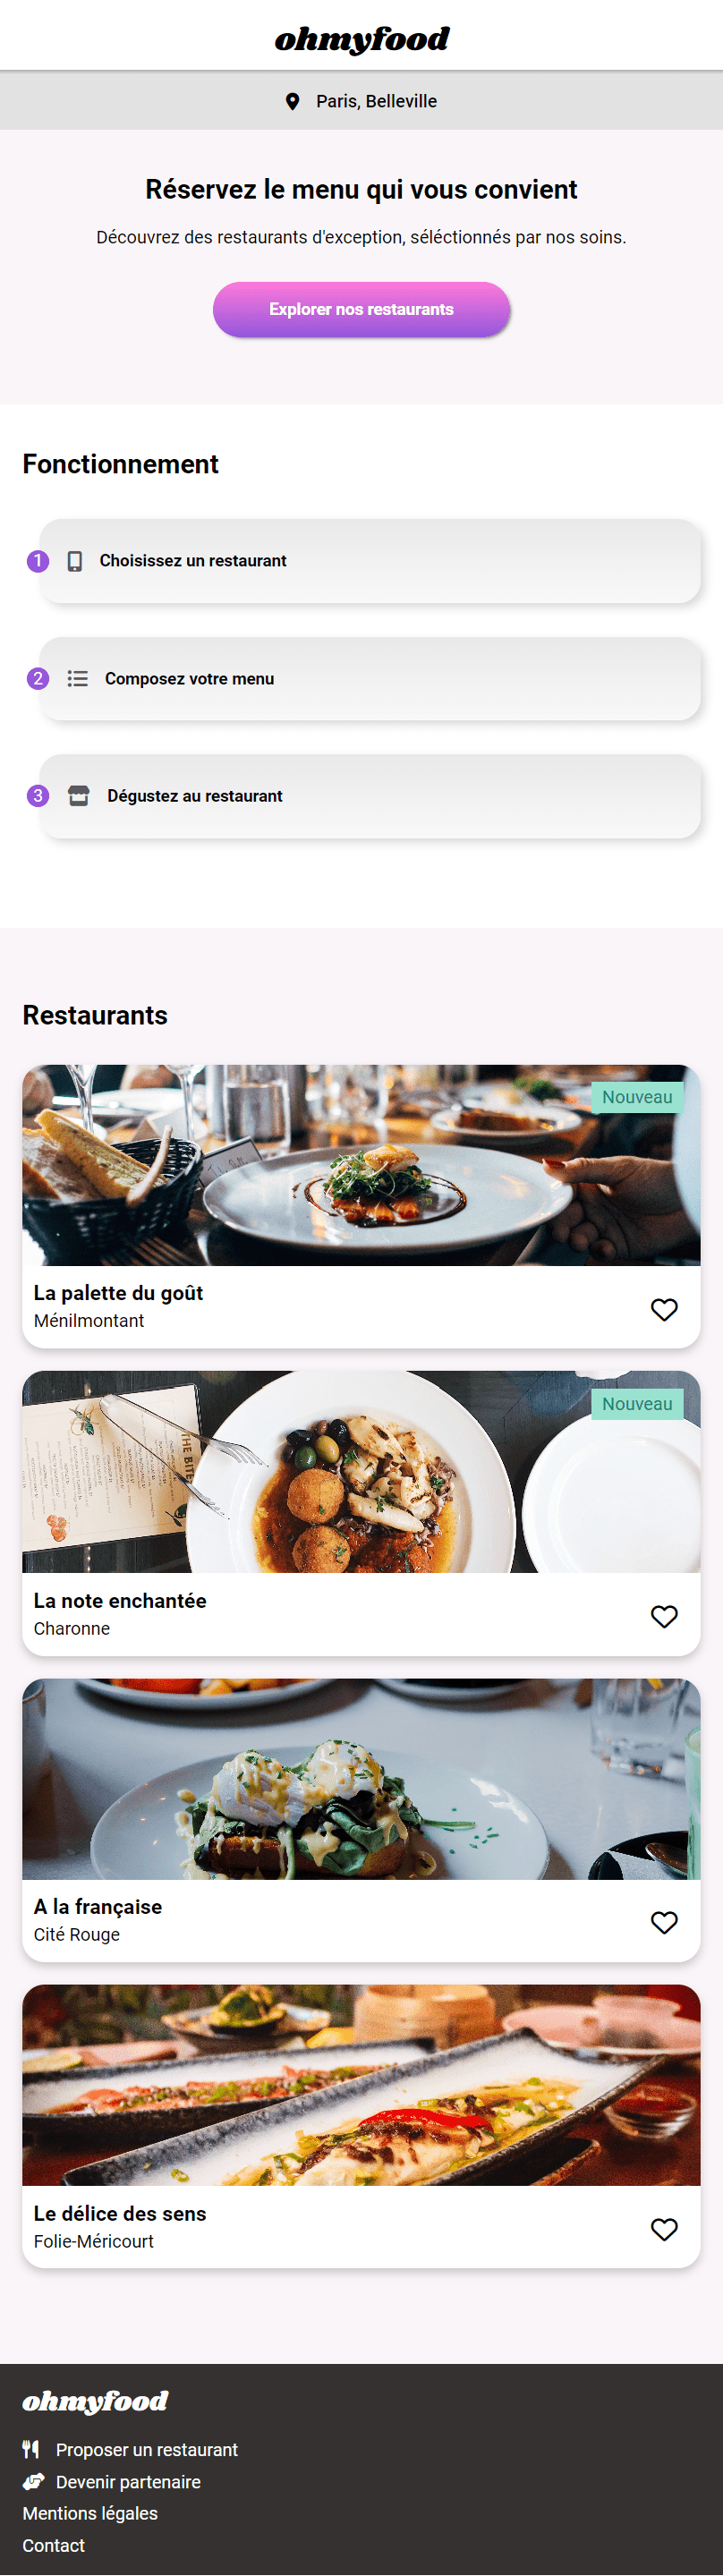 ohmyfood
Paris, Belleville
Réservez le menu qui vous convient
Découvrez des restaurants d'exception, séléctionnés par nos soins.
Explorer nos restaurants
Fonctionnement
1 Choisissez un restaurant
2 Composez votre menu
3 Dégustez au restaurant
Restaurants
Nouveau
La palette du goût
Ménilmontant
Nouveau
THE BITE
La note enchantée
Charonne
A la française
Cité Rouge
Le délice des sens
Folie-Méricourt
ohmyfood
Proposer un restaurant
Devenir partenaire
Mentions légales
Contact